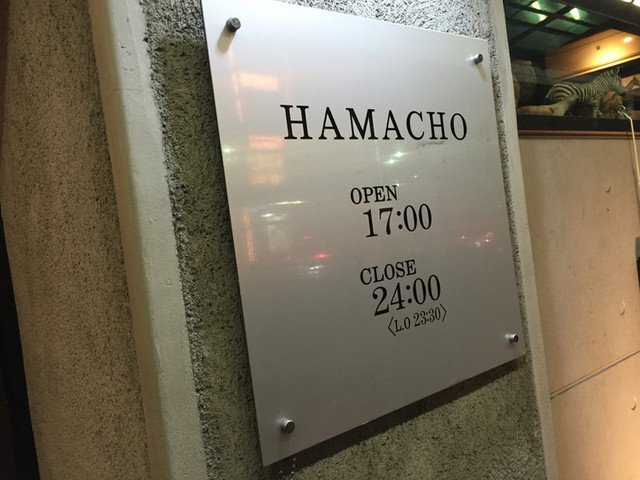 HAMACHO
OPEN
17:00
CLOSE
24:00
〈L.O 23:30〉